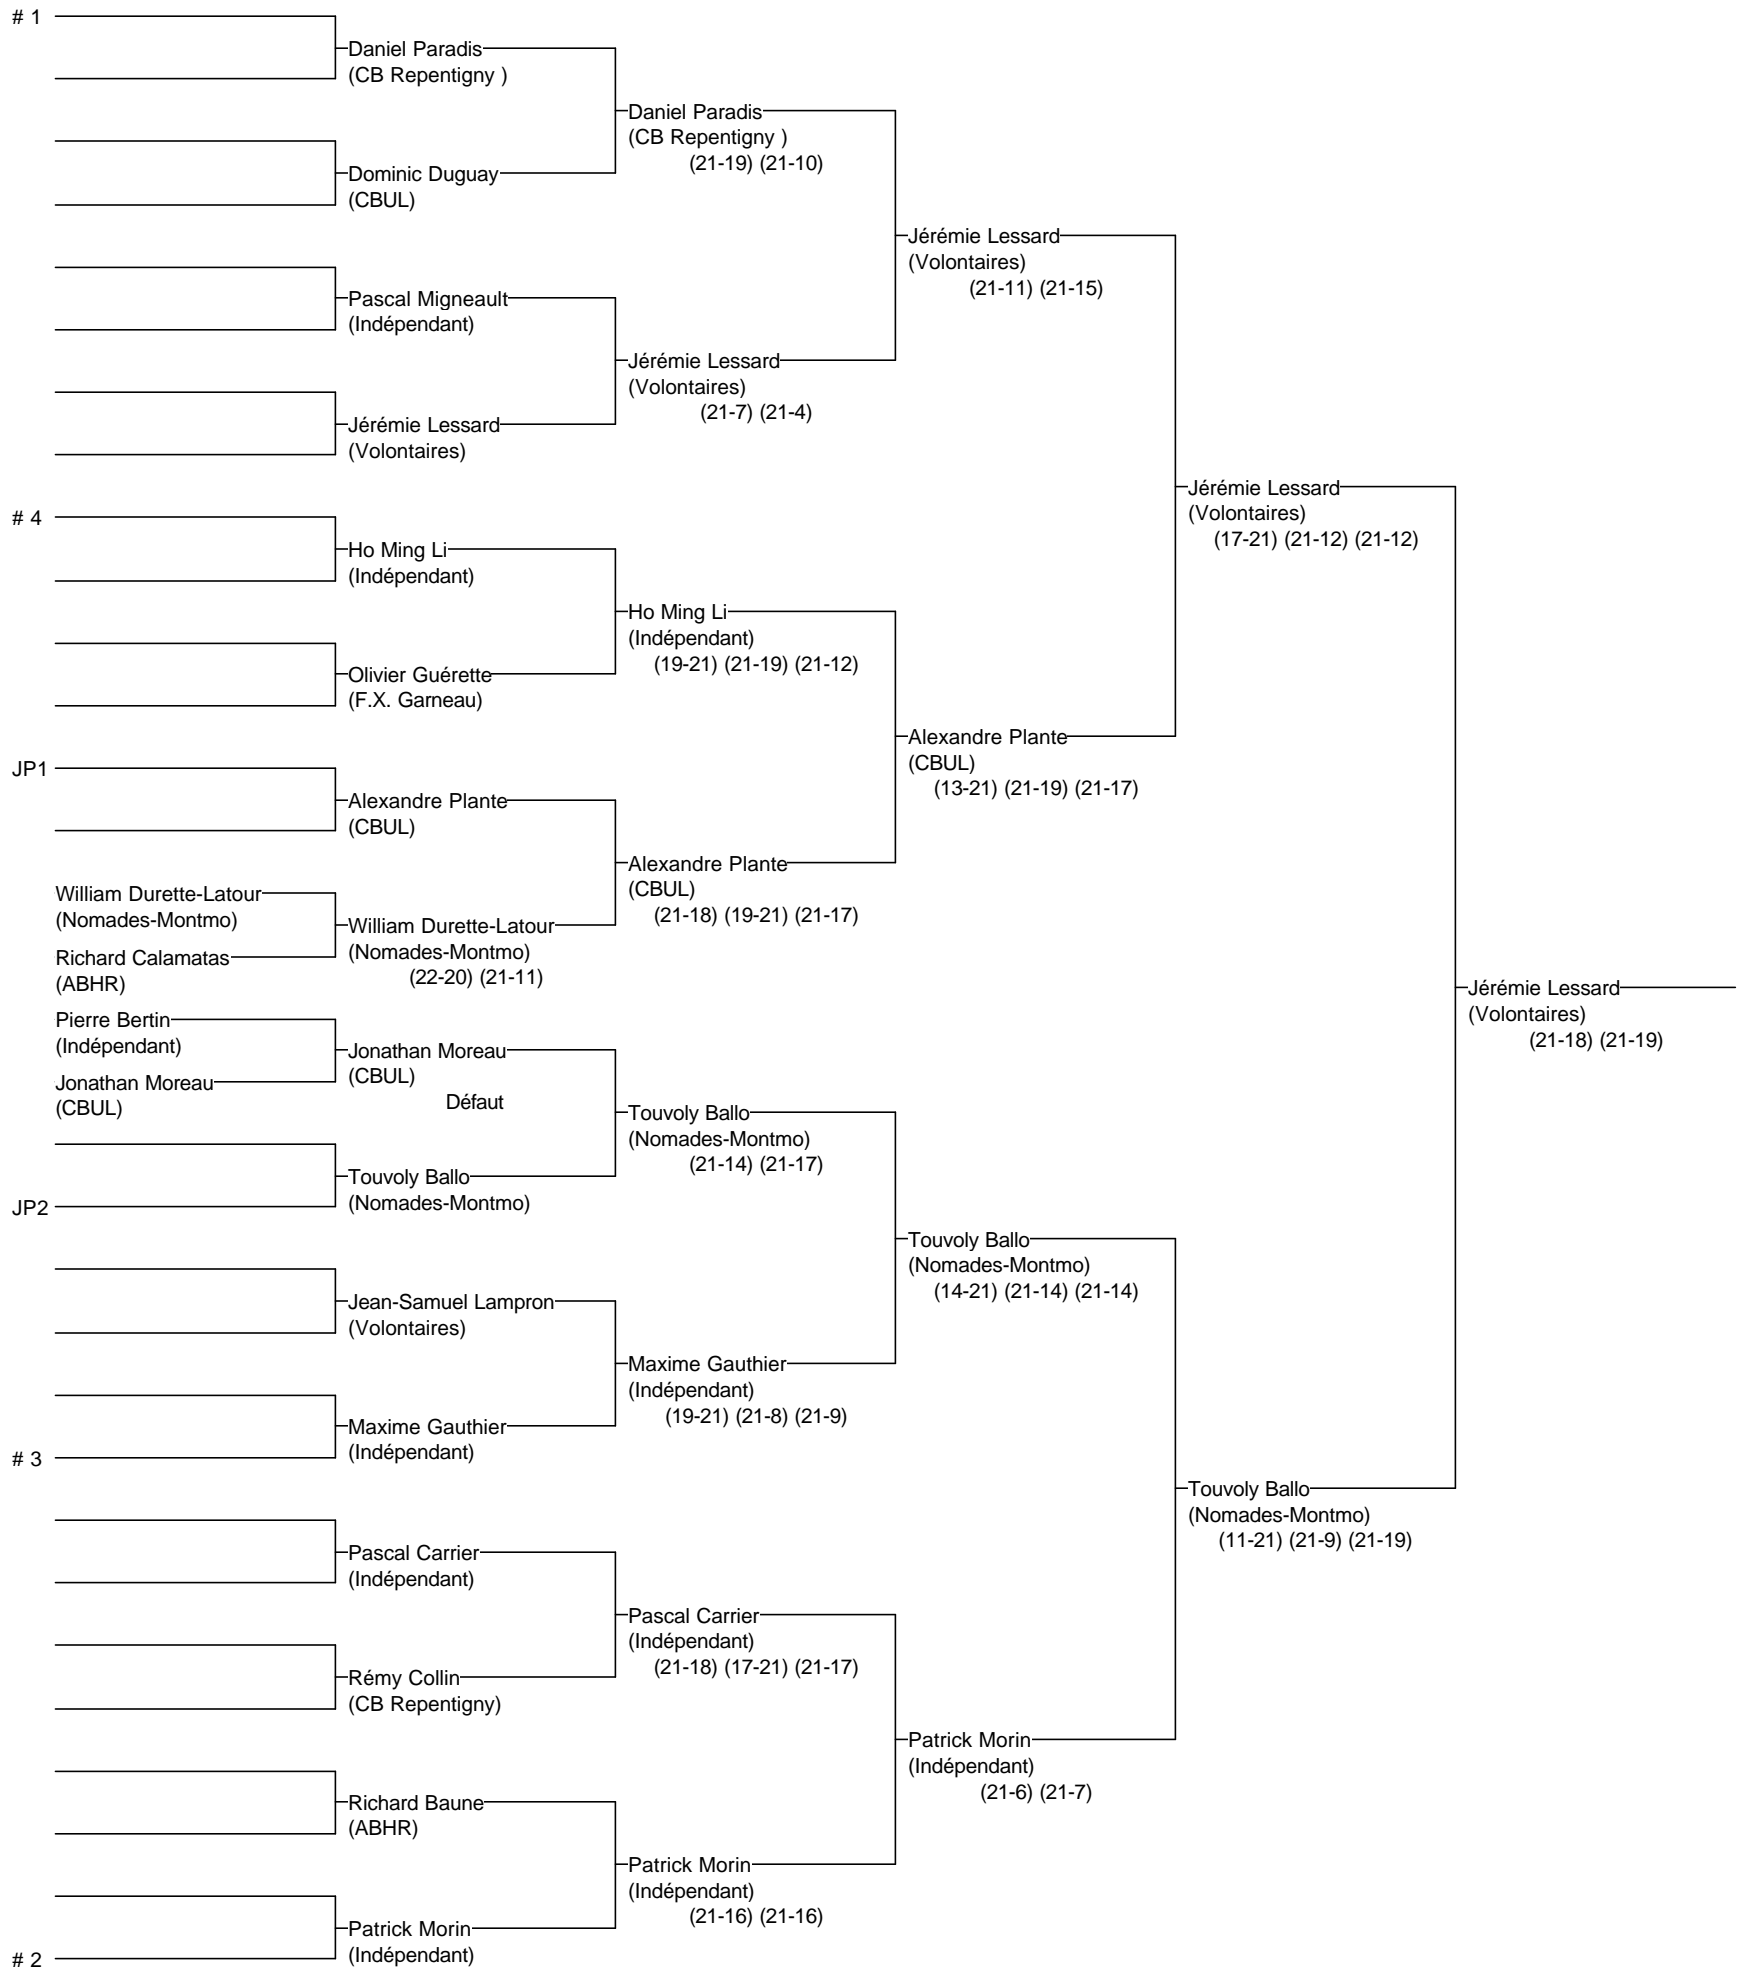 # 1
Daniel Paradis
(CB Repentigny )
Daniel Paradis
(CB Repentigny )
(21-19) (21-10)
Dominic Duguay
(CBUL)
Jérémie Lessard
(Volontaires)
(21-11) (21-15)
Pascal Migneault
(Indépendant)
Jérémie Lessard
(Volontaires)
(21-7) (21-4)
Jérémie Lessard
(Volontaires)
Jérémie Lessard
(Volontaires)
(17-21) (21-12) (21-12)
# 4
Ho Ming Li
(Indépendant)
Ho Ming Li
(Indépendant)
(19-21) (21-19) (21-12)
Olivier Guérette
(F.X. Garneau)
Alexandre Plante
(CBUL)
(13-21) (21-19) (21-17)
JP1
Alexandre Plante
(CBUL)
Alexandre Plante
(CBUL)
(21-18) (19-21) (21-17)
William Durette-Latour
(Nomades-Montmo)
William Durette-Latour
(Nomades-Montmo)
(22-20) (21-11)
Richard Calamatas
(ABHR)
Jérémie Lessard
(Volontaires)
(21-18) (21-19)
Pierre Bertin
(Indépendant)
Jonathan Moreau
(CBUL)
Défaut
Jonathan Moreau
(CBUL)
Touvoly Ballo
(Nomades-Montmo)
(21-14) (21-17)
Touvoly Ballo
(Nomades-Montmo)
JP2
Touvoly Ballo
(Nomades-Montmo)
(14-21) (21-14) (21-14)
Jean-Samuel Lampron
(Volontaires)
Maxime Gauthier
(Indépendant)
(19-21) (21-8) (21-9)
Maxime Gauthier
(Indépendant)
# 3
Touvoly Ballo
(Nomades-Montmo)
(11-21) (21-9) (21-19)
Pascal Carrier
(Indépendant)
Pascal Carrier
(Indépendant)
(21-18) (17-21) (21-17)
Rémy Collin
(CB Repentigny)
Patrick Morin
(Indépendant)
(21-6) (21-7)
Richard Baune
(ABHR)
Patrick Morin
(Indépendant)
(21-16) (21-16)
Patrick Morin
(Indépendant)
# 2